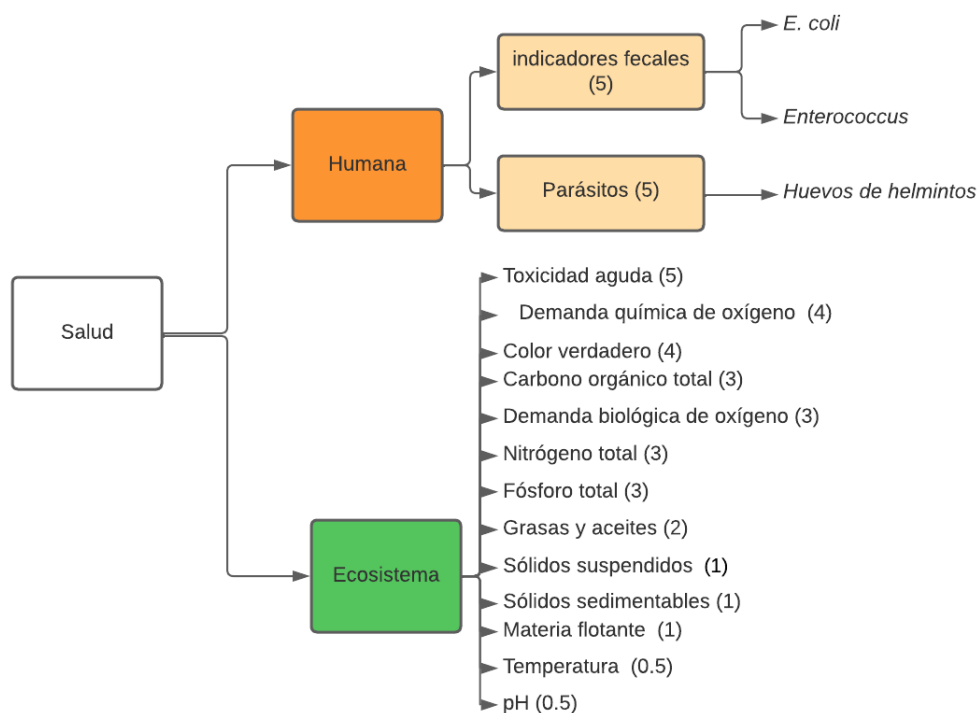 Salud
Humana
indicadores fecales
(5)
E. coli
Enterococcus
Parásitos (5)
Huevos de helmintos
Ecosistema
Toxicidad aguda (5)
Demanda química de oxígeno (4)
Color verdadero (4)
Carbono orgánico total (3)
Demanda biológica de oxígeno (3)
Nitrógeno total (3)
Fósforo total (3)
Grasas y aceites (2)
Sólidos suspendidos (1)
Sólidos sedimentables (1)
Materia flotante (1)
Temperatura (0.5)
pH (0.5)